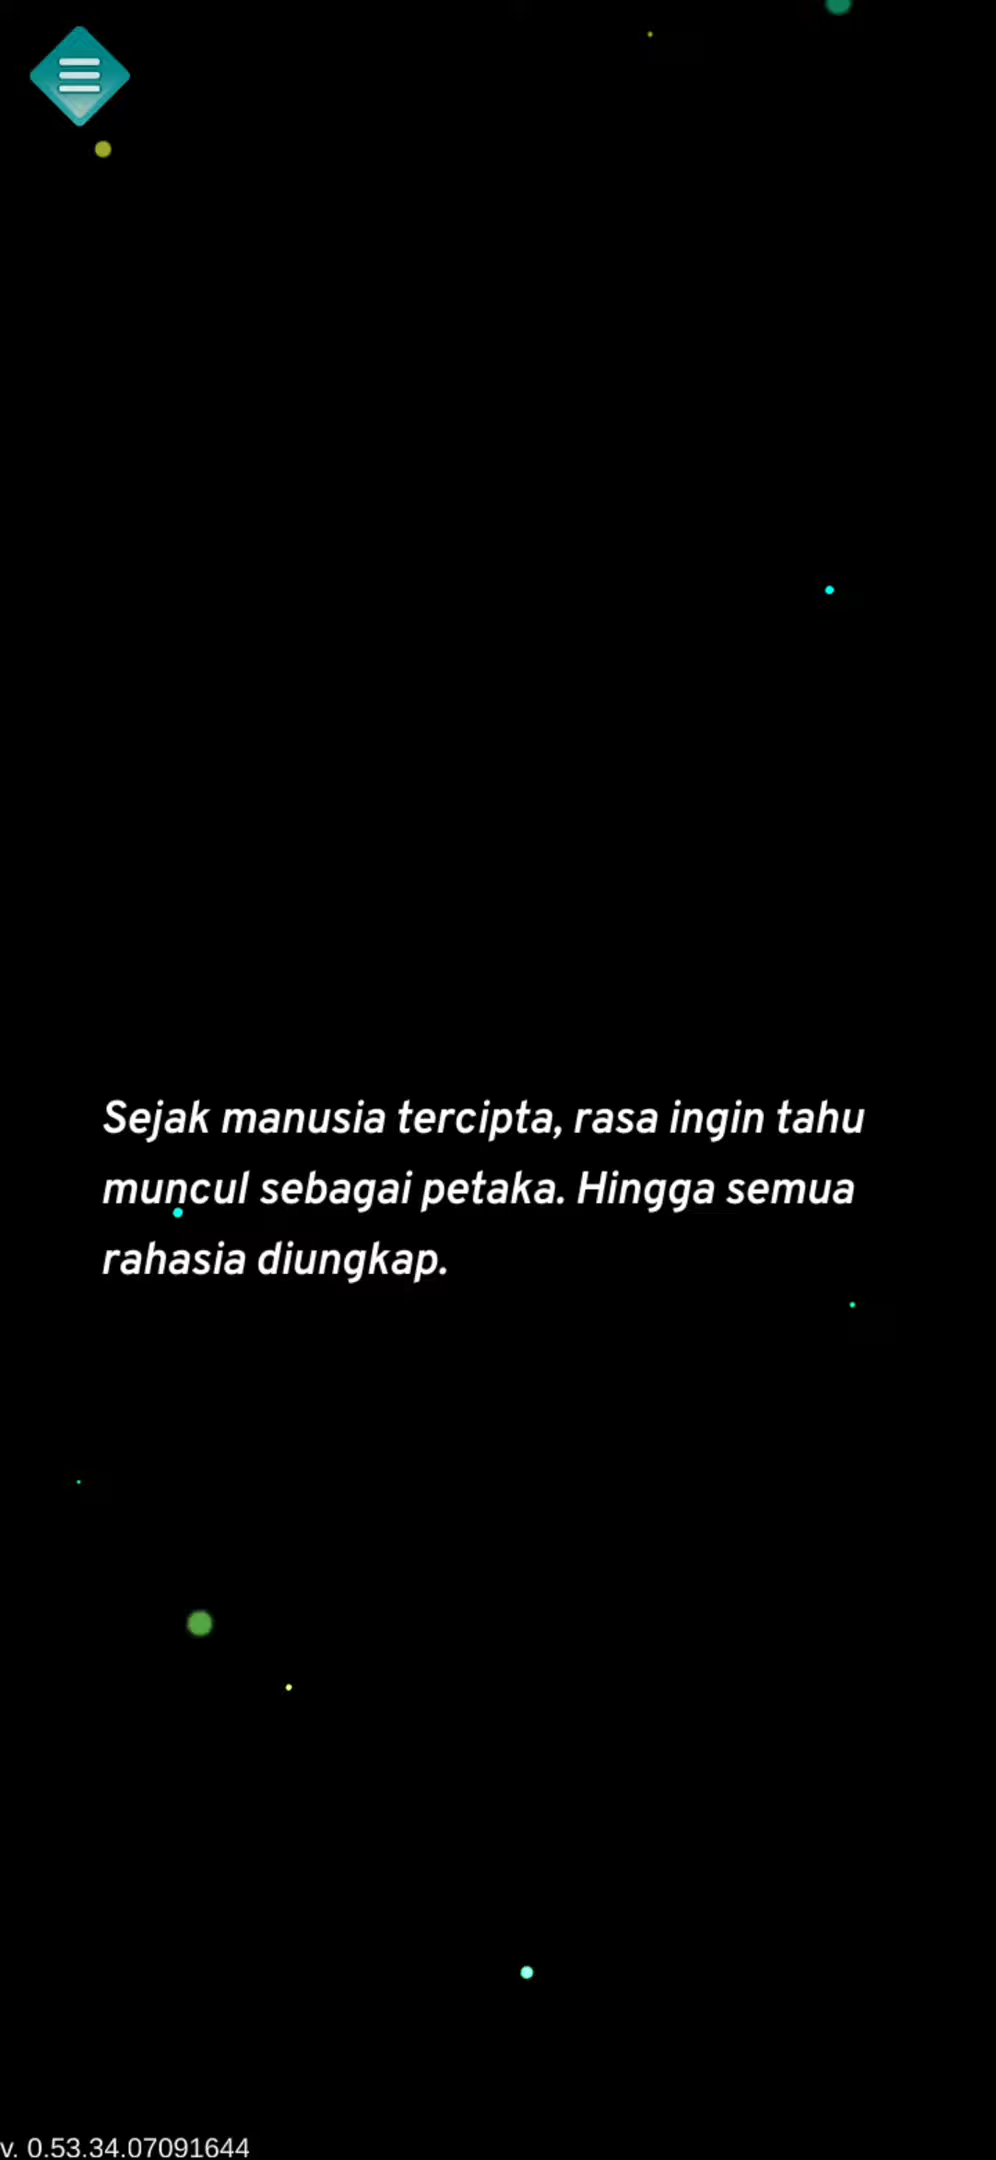 Sejak manusia tercipta, rasa ingin tahu
muncul sebagai petaka. Hingga semua
rahasia diungkap.
v. 0.53.34.07091644